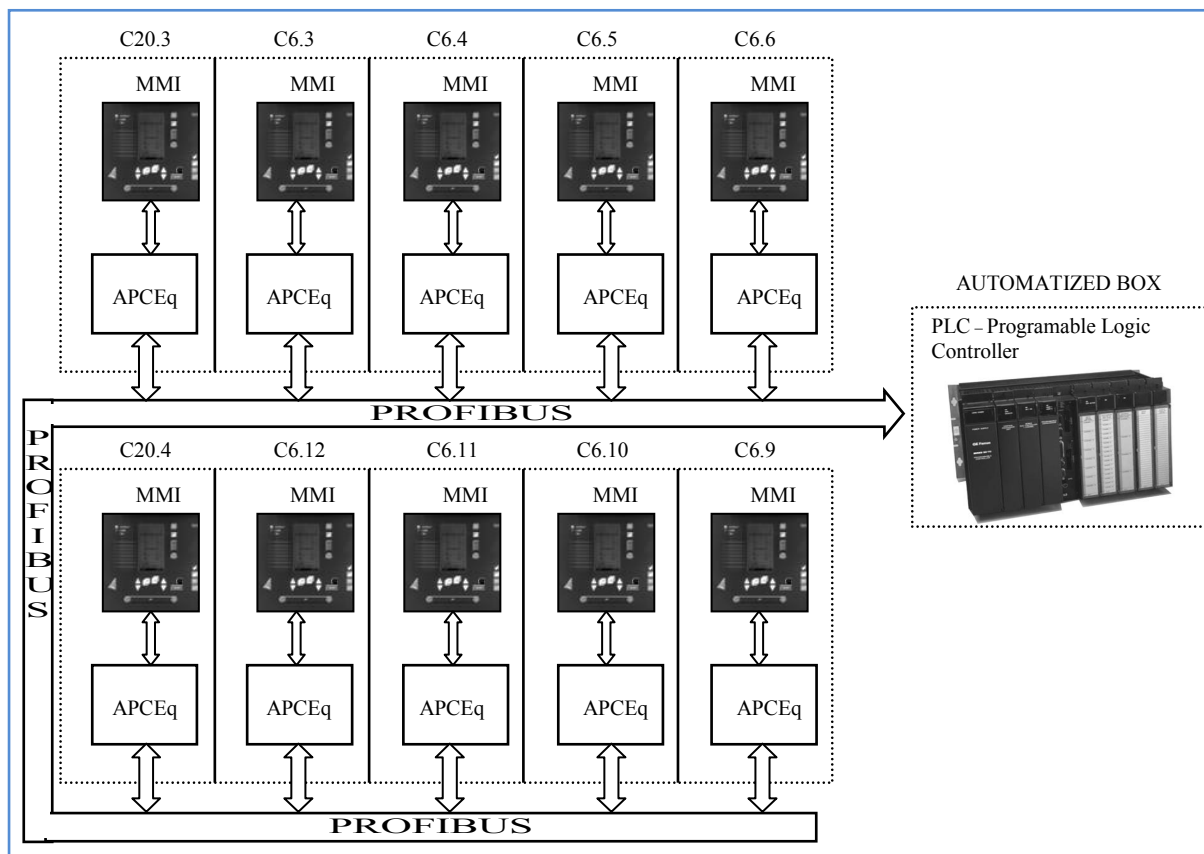 C20.3 C6.3 C6.4 C6.5 C6.6
MMI MMI MMI MMI MMI
APCEq APCEq APCEq APCEq APCEq
AUTOMATIZED BOX
PLC – Programable Logic
Controller
PROFIBUS
PROFIBUS
C20.4 C6.12 C6.11 C6.10 C6.9
MMI MMI MMI MMI MMI
APCEq APCEq APCEq APCEq APCEq
PROFIBUS